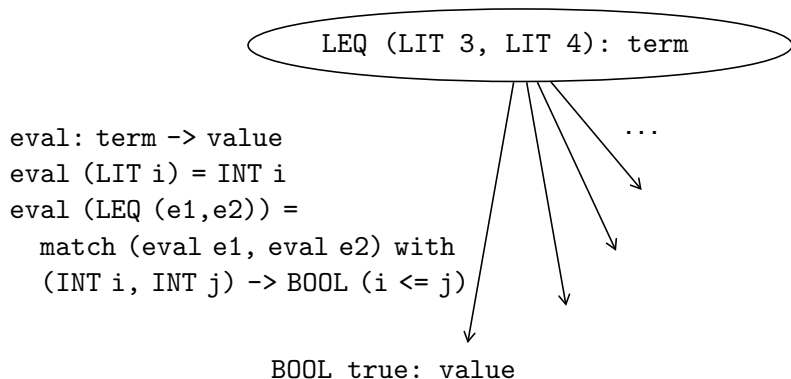 LEQ (LIT 3, LIT 4): term
...
eval: term -> value
eval (LIT i) = INT i
eval (LEQ (e1,e2)) =
match (eval e1, eval e2) with
(INT i, INT j) -> BOOL (i <= j)
BOOL true: value